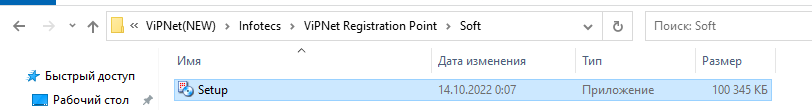 « ViPNet(NEW) > Infotecs > ViPNet Registration Point > Soft
Поиск: Soft
Имя Дата изменения Тип Размер
Быстрый доступ
Setup 14.10.2022 0:07 Приложение 100 345 КБ
Рабочий стол